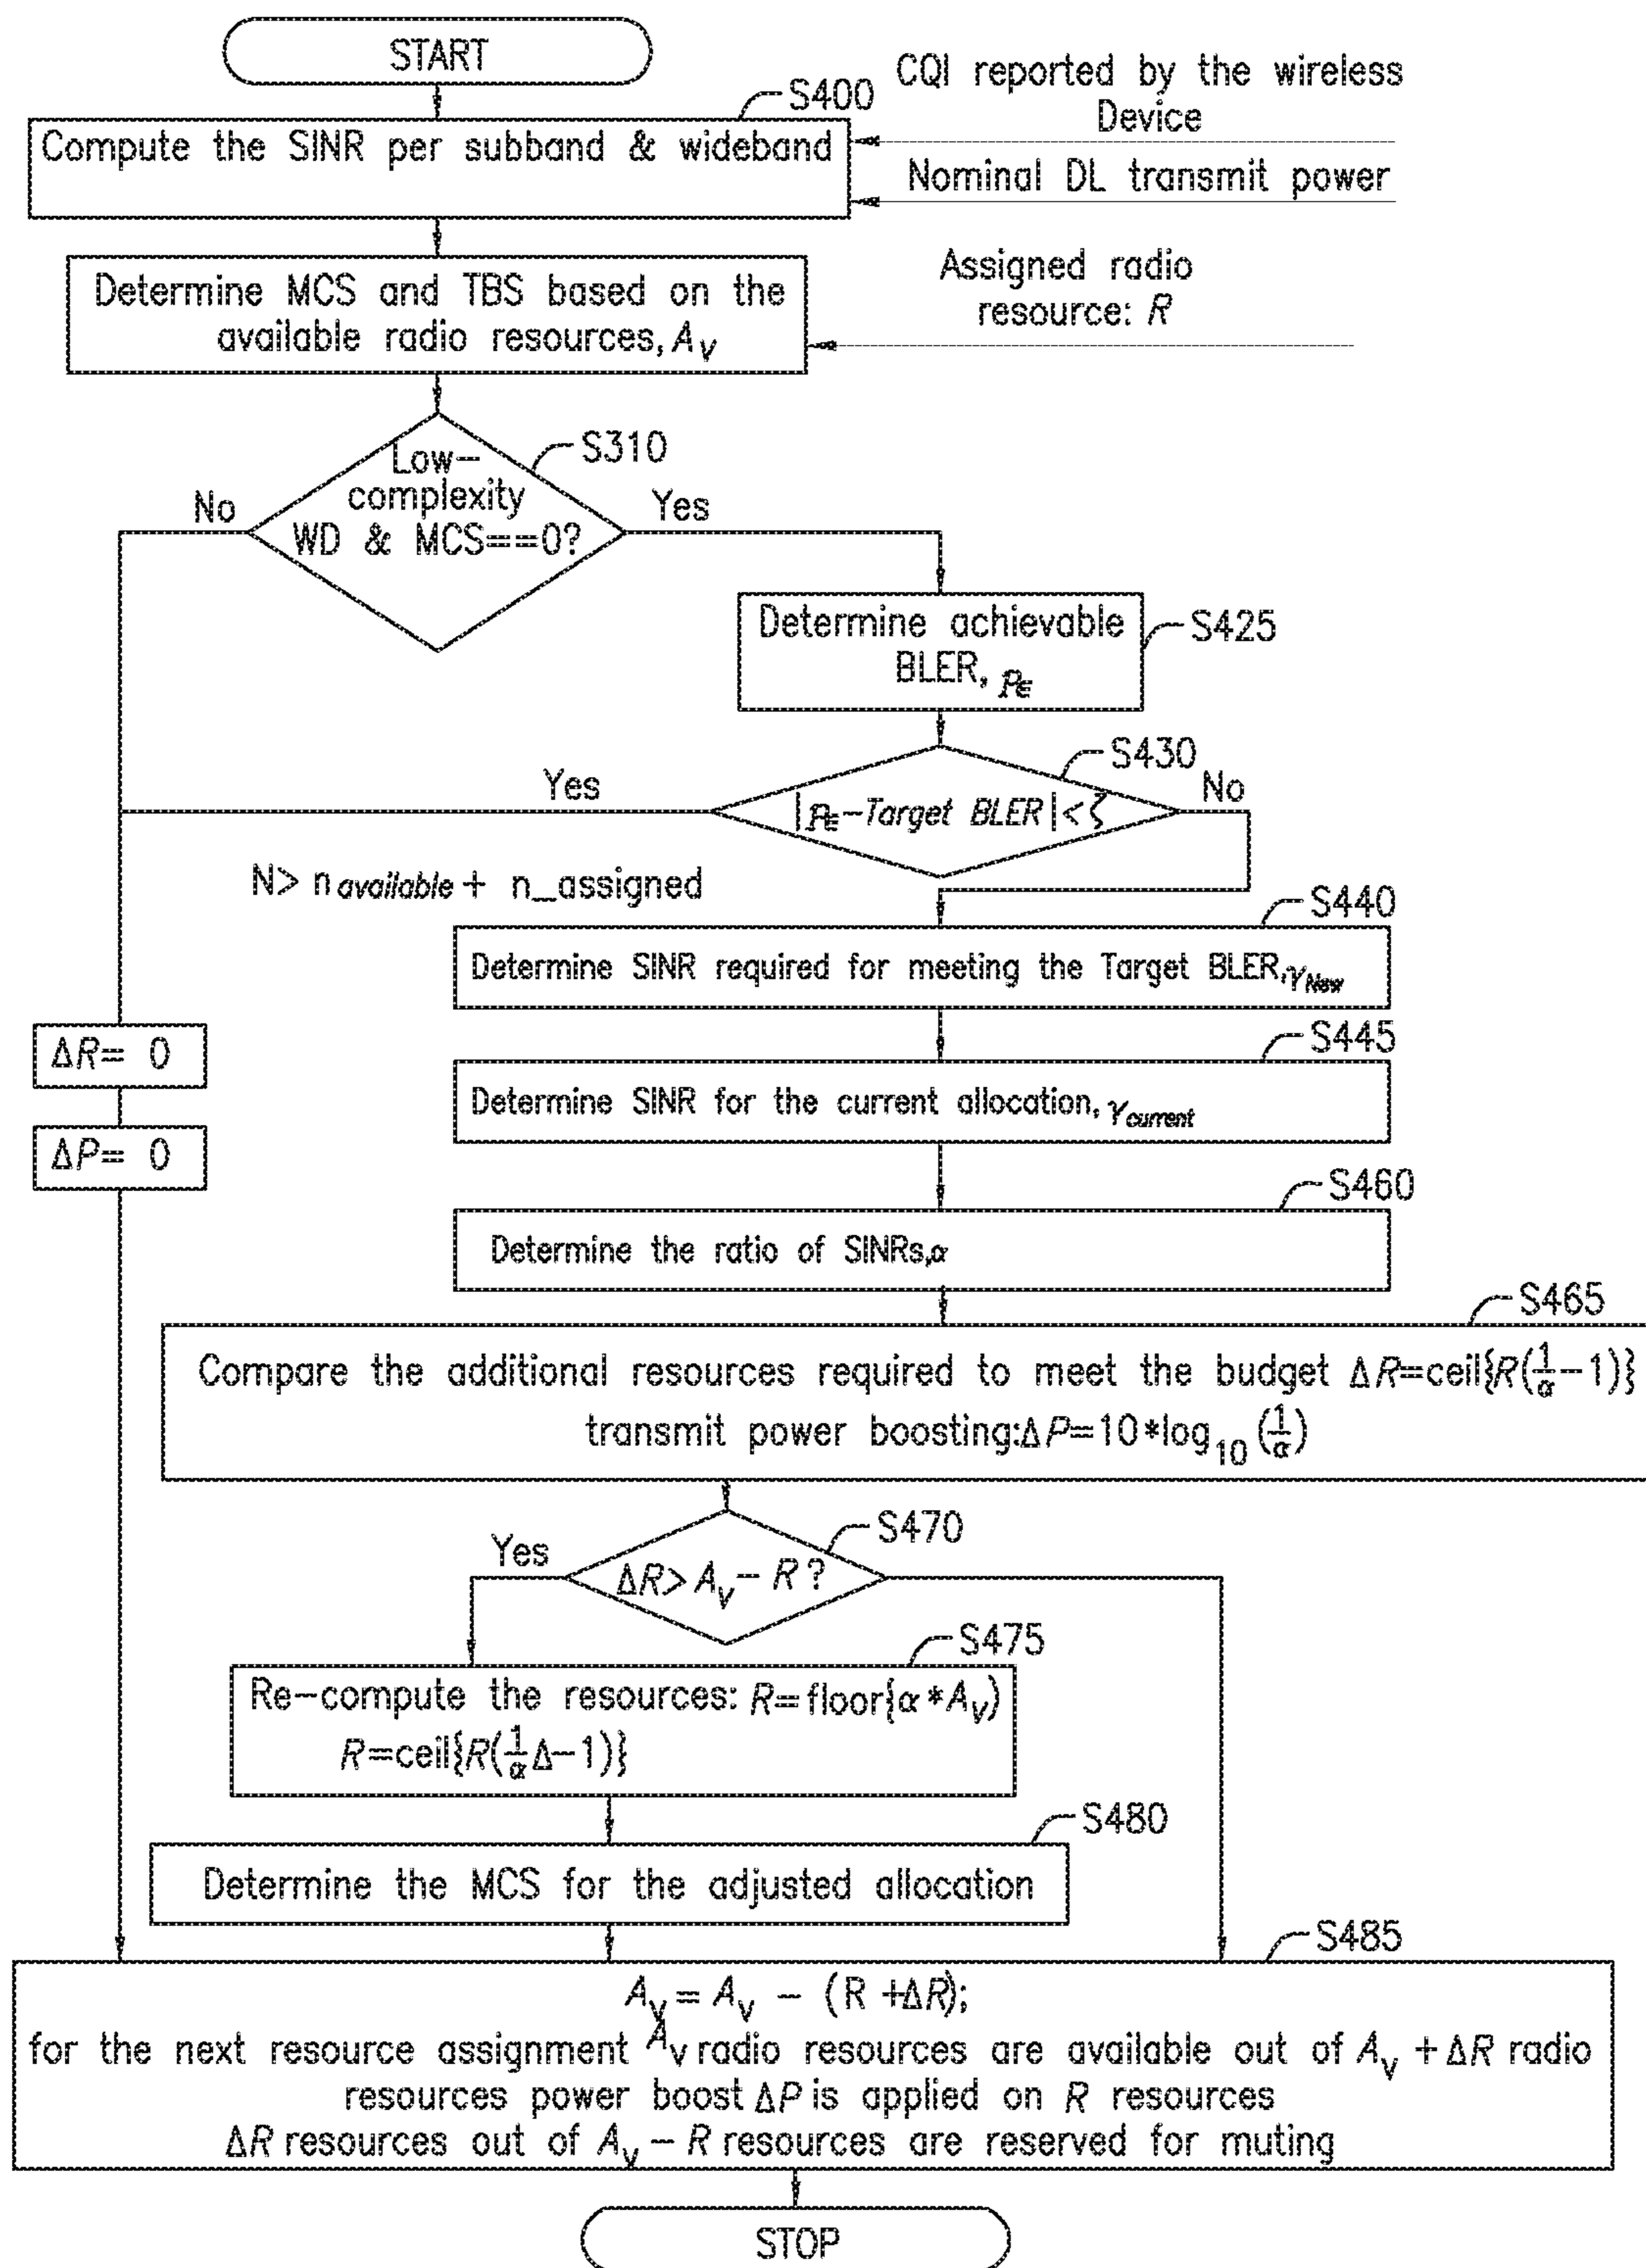 START
S400
CQI reported by the wireless
Device
Compute the SINR per subband & wideband
Nominal DL transmit power
Determine MCS and TBS based on the
available radio resources, A_V
Assigned radio
resource: R
S310
Low-
complexity
WD & MCS==0?
No
Yes
Determine achievable
BLER, p_E
S425
S430
Yes
|p_E-Target BLER|<ζ
No
N> n available + n_assigned
S440
Determine SINR required for meeting the Target BLER, γ_New
S445
ΔR= 0
Determine SINR for the current allocation, γ_current
ΔP= 0
S460
Determine the ratio of SINRs,α
S465
Compare the additional resources required to meet the budget ΔR=ceil{R(1/α-1)}
transmit power boosting:ΔP=10*log_10 (1/α)
S470
Yes
ΔR> A_V- R ?
S475
Re-compute the resources: R=floor{α*A_V)
R=ceil{R(1/αΔ-1)}
S480
Determine the MCS for the adjusted allocation
S485
A_V= A_V - (R +ΔR);
for the next resource assignment A_V radio resources are available out of A_V +ΔR radio
resources power boost ΔP is applied on R resources
ΔR resources out of A_V - R resources are reserved for muting
STOP